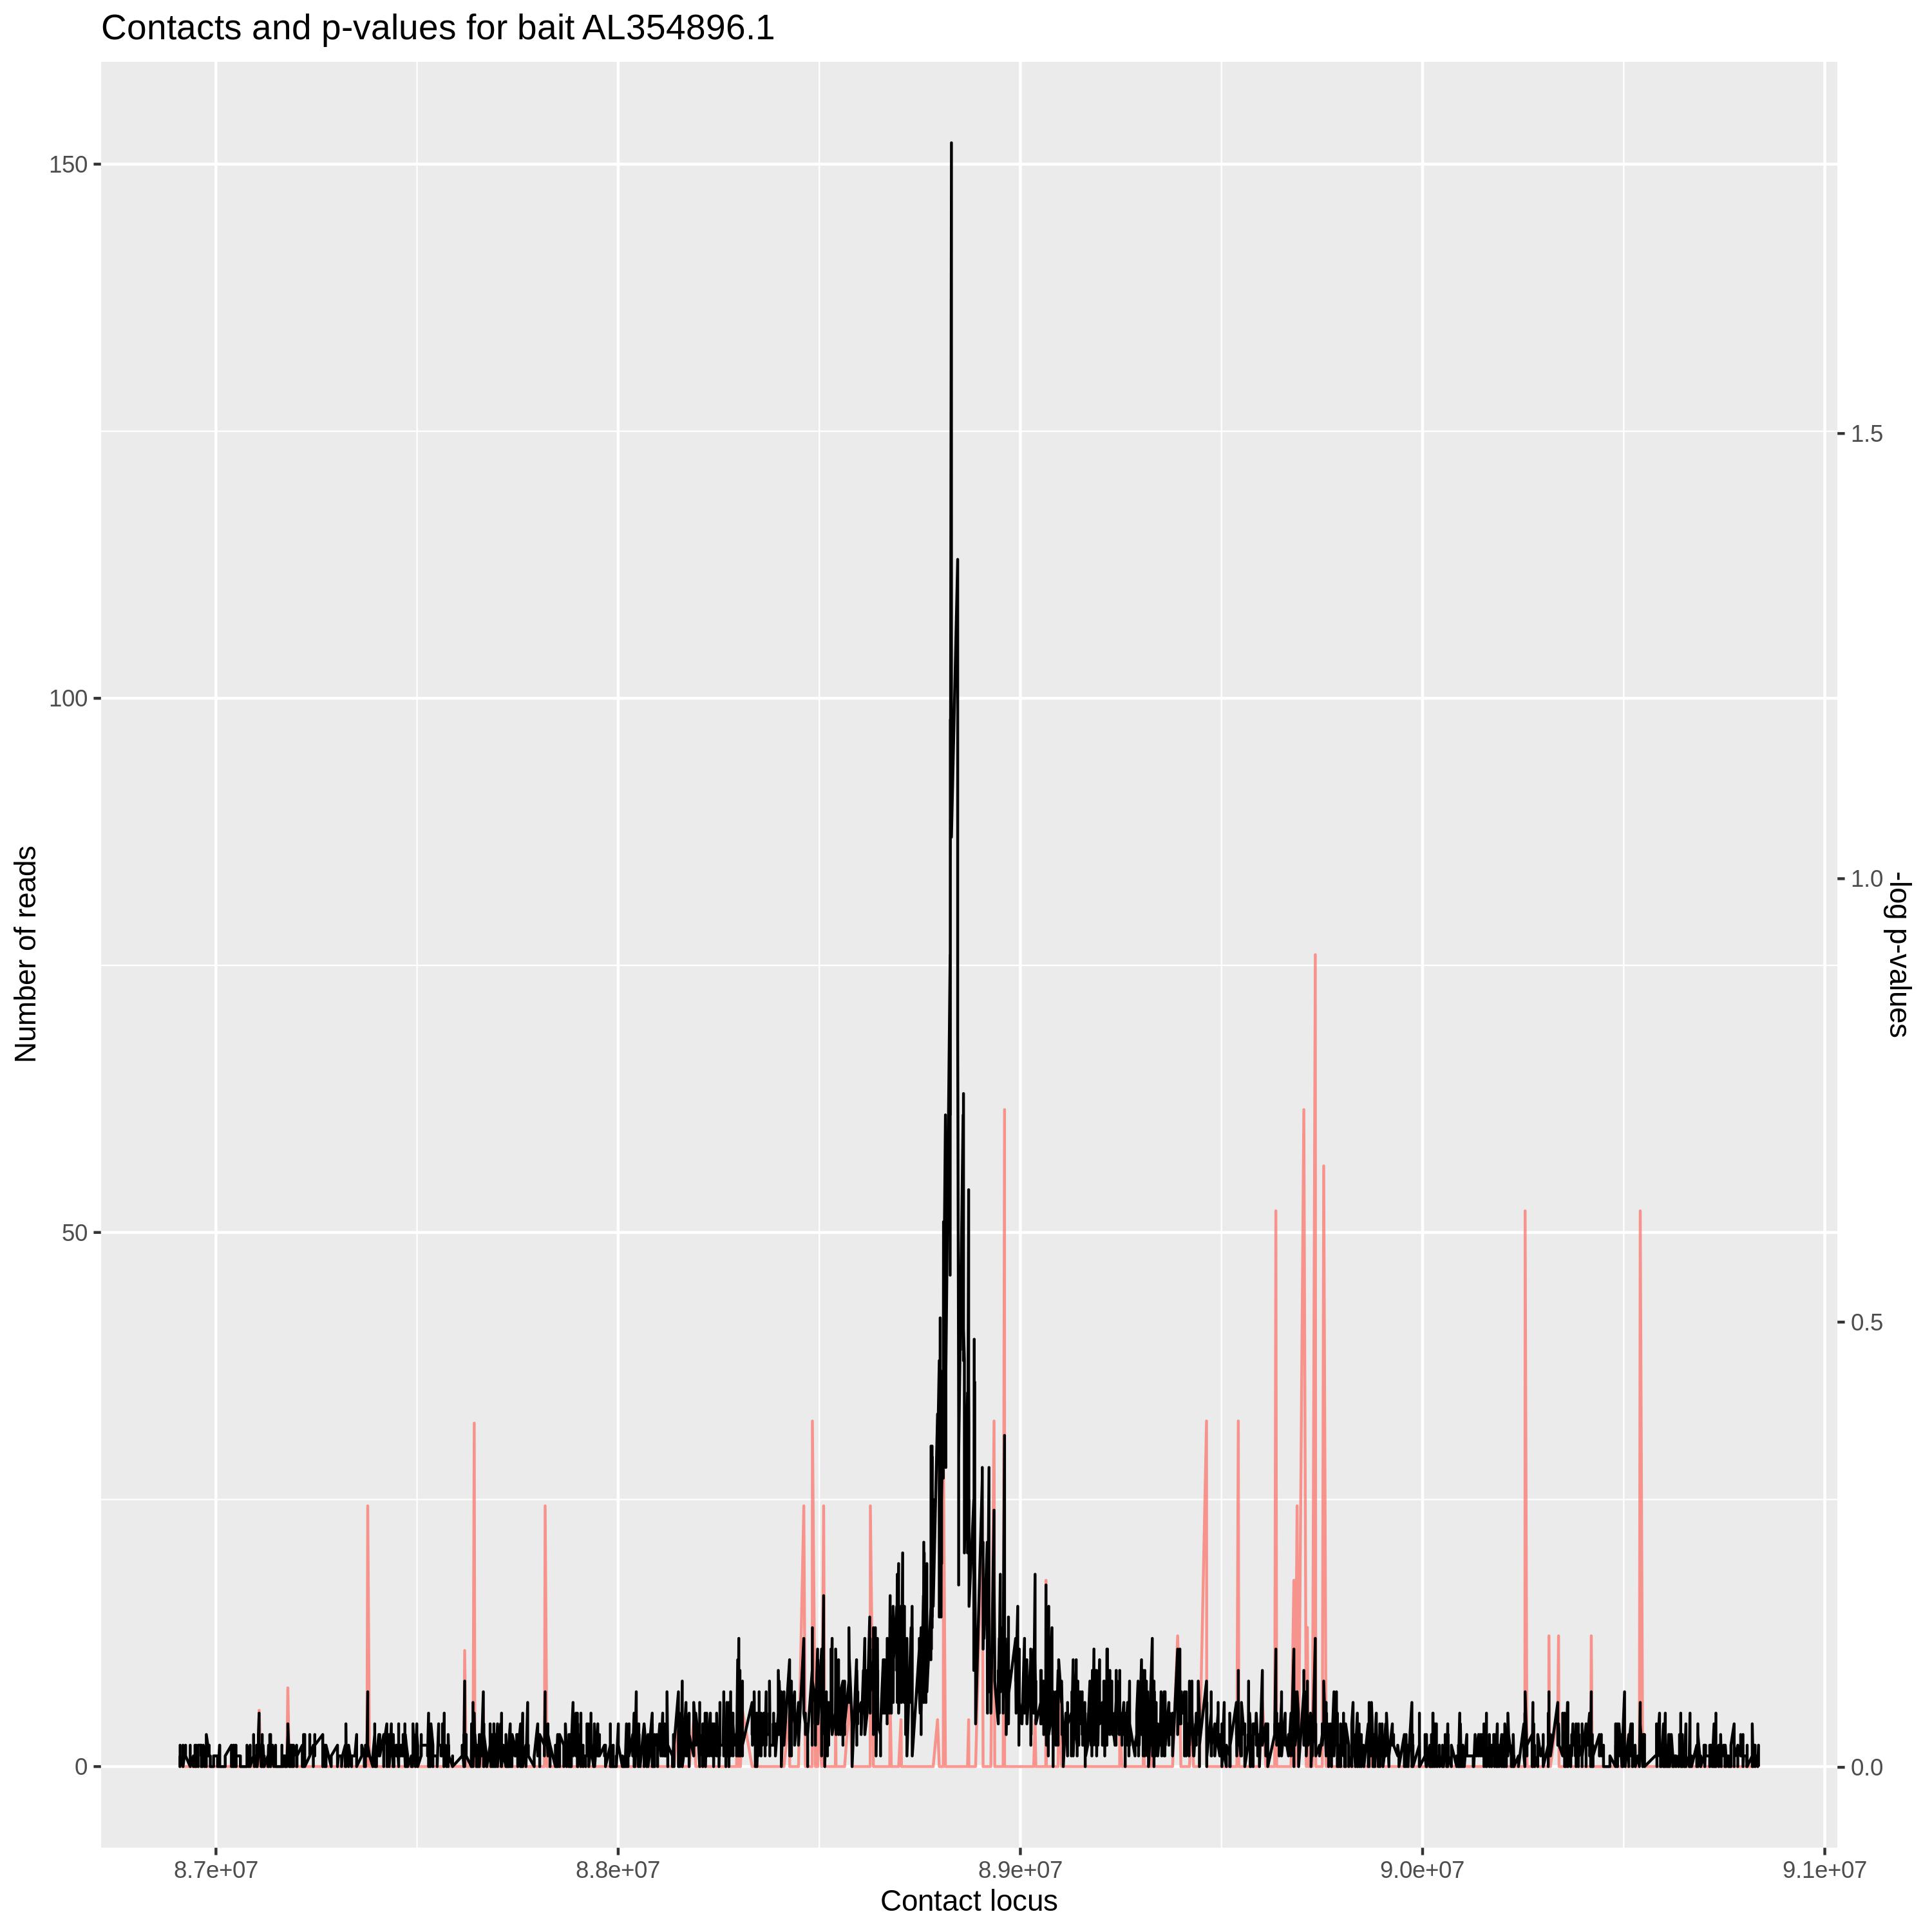 Contacts and p-values for bait AL354896.1
150
100
50
0
Number of reads
1.5
1.0
0.5
0.0
-log p-values
8.7e+07 8.8e+07 8.9e+07 9.0e+07 9.1e+07
Contact locus